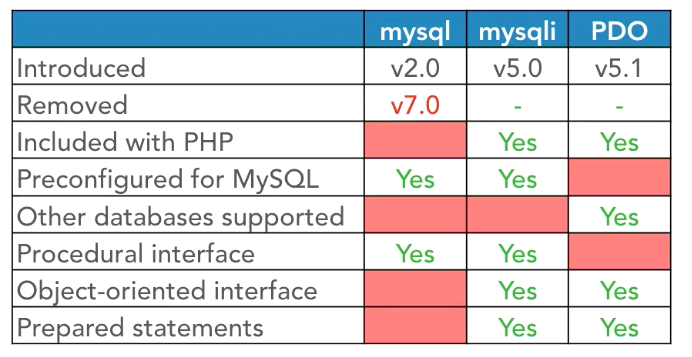 mysql mysqli PDO
Introduced v2.0 v5.0 v5.1
Removed v7.0 - -
Included with PHP Yes Yes
Preconfigured for MySQL Yes Yes
Other databases supported Yes
Procedural interface Yes Yes
Object-oriented interface Yes Yes
Prepared statements Yes Yes